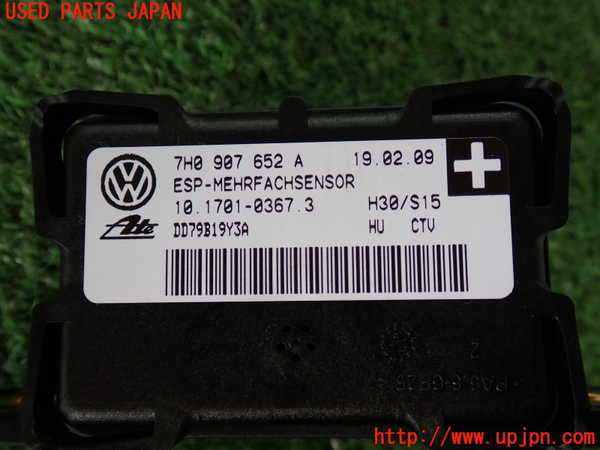 USED PARTS JAPAN
7H0 907 652 A 19.02.09
ESP-MEHRFACHSENSOR
10.1701-0367.3 H30/S15
Ate DD79B19Y3A HU CTV
2
http://www.upjpn.com